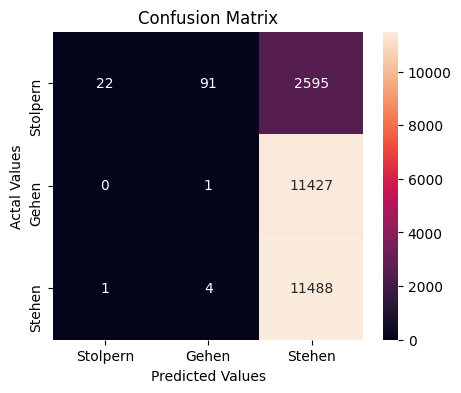 Confusion Matrix
Actal Values
Stolpern
Gehen
Stehen
22 91 2595
0 1 11427
1 4 11488
Stolpern Gehen Stehen
Predicted Values
10000
8000
6000
4000
2000
0